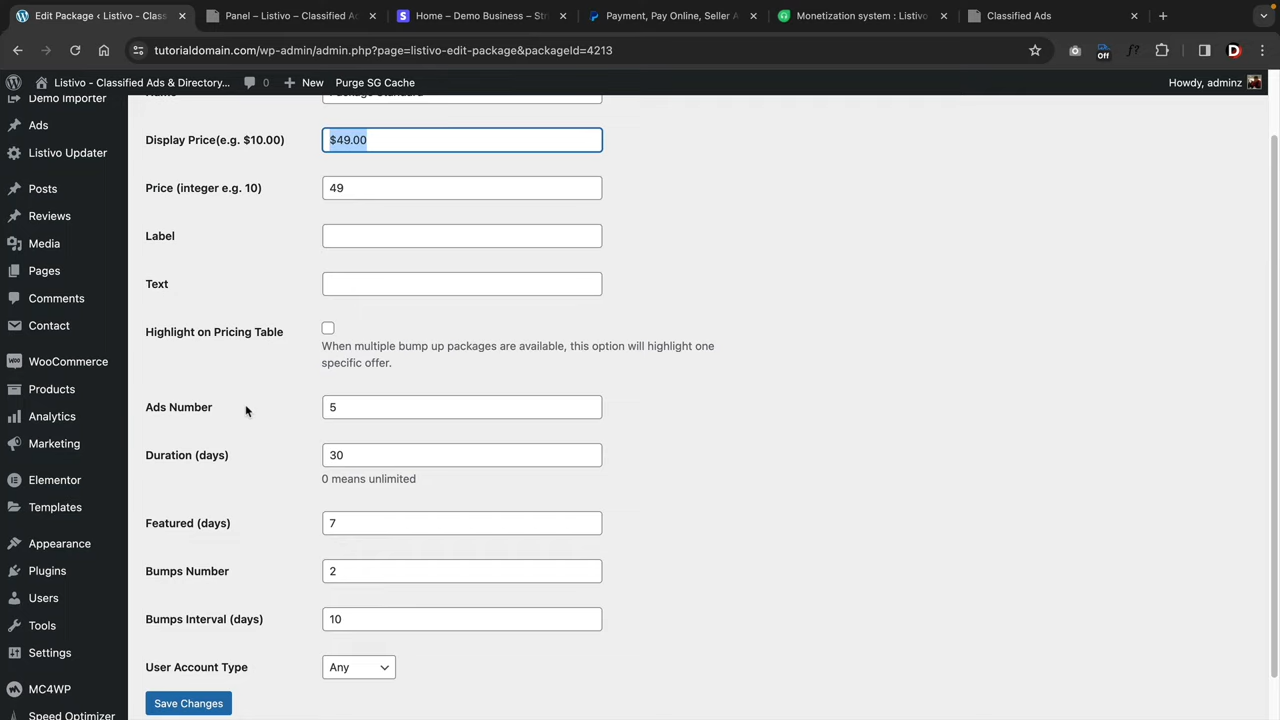 Edit Package ‹ Listivo - Class
Panel – Listivo – Classified Ad
Home – Demo Business – Str
Payment, Pay Online, Seller A
Monetization system : Listivo
Classified Ads
tutorialdomain.com/wp-admin/admin.php?page=listivo-edit-package&packageId=4213
Off
f?
D
Listivo - Classified Ads & Directory...
0
New
Purge SG Cache
Howdy, adminz
Demo Importer
Ads
Listivo Updater
Posts
Reviews
Media
Pages
Comments
Contact
WooCommerce
Products
Analytics
Marketing
Elementor
Templates
Appearance
Plugins
Users
Tools
Settings
MC4WP
Speed Optimizer
Name
Package Standard
Display Price(e.g. $10.00)
$49.00
Price (integer e.g. 10)
49
Label
Text
Highlight on Pricing Table
When multiple bump up packages are available, this option will highlight one
specific offer.
Ads Number
5
Duration (days)
30
0 means unlimited
Featured (days)
7
Bumps Number
2
Bumps Interval (days)
10
User Account Type
Any
Save Changes